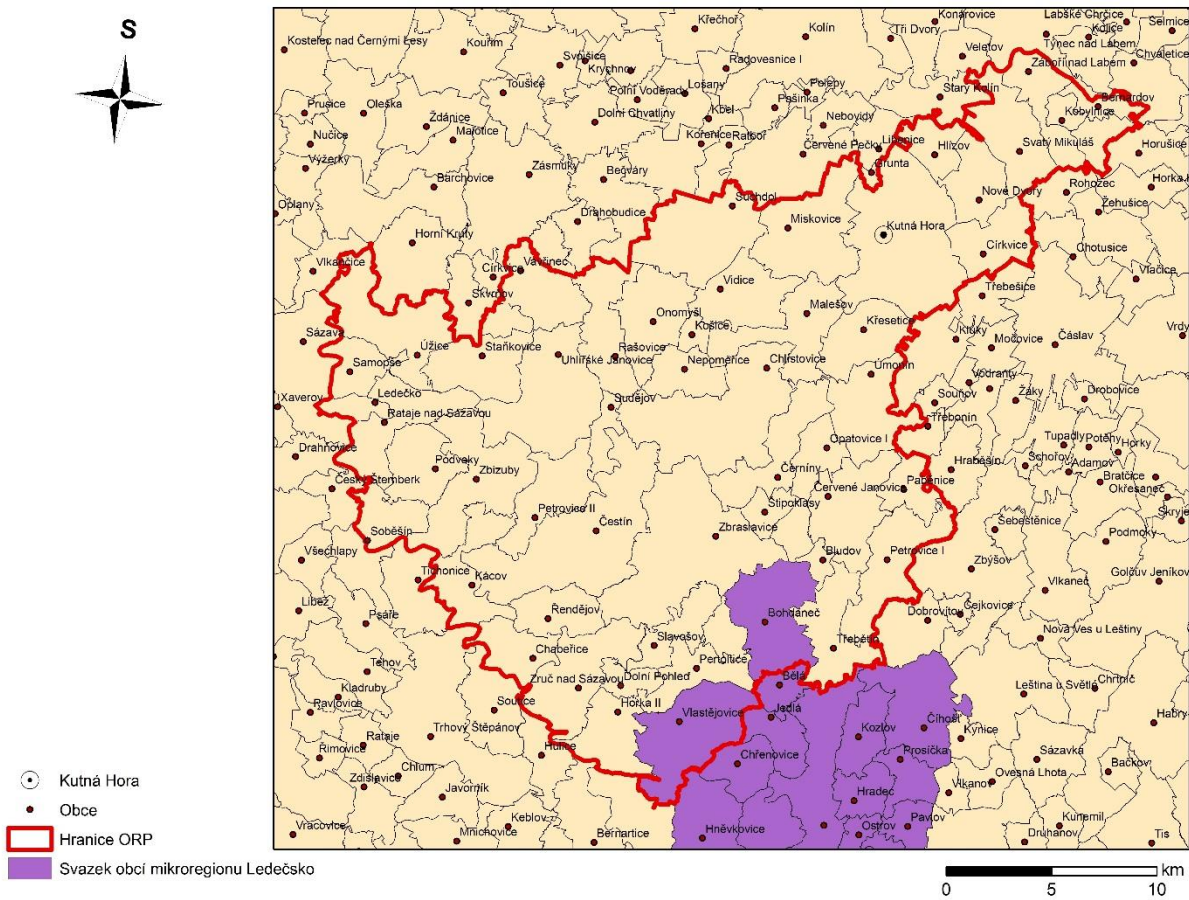 S
Křečhoř
Kolín
Konárovice
Labské Chrčice
Selmice
Kostelec nad Černými Lesy
Kouřim
Tři Dvory
Kojice
Týnec nad Labem
Svojšice
Krychnov
Radovesnice I
Veletov
Záboří nad Labem
Chvaletice
Toušice
Polní Voděrady
Lošany
Polepy
Pašinka
Starý Kolín
Bernardov
Prusice
Oleška
Dolní Chvatliny
Kbel
Nebovidy
Kobylnice
Ždánice
Malotice
Nučice
Kořenice
Ratboř
Červené Pečky
Libenice
Hlízov
Svatý Mikuláš
Horušice
Výžerky
Grunta
Zásmuky
Bečváry
Barchovice
Rohozec
Horka I
Nové Dvory
Suchdol
Žehušice
Oplany
Drahobudice
Miskovice
Kutná Hora
Horní Kruty
Církvice
Chotusice
Vlkančice
Církvice
Vavřinec
Vidice
Vlačice
Skvrňov
Třebešice
Onomyšl
Malešov
Křesetice
Sázava
Košice
Kluky
Močovice
Čáslav
Vrdy
Úžice
Staňkovice
Uhlířské Janovice
Rašovice
Samopše
Nepoměřice
Chlístovice
Úmonín
Vodranty
Ledečko
Xaverov
Sudějov
Souňov
Žáky
Drobovice
Rataje nad Sázavou
Třebonín
Drahňovice
Opatovice I
Tupadly
Potěhy
Horky
Podveky
Zbizuby
Černíny
Hraběšín
Schořov
Adamov
Bratčice
Český Šternberk
Štipoklasy
Červené Janovice
Paběnice
Okřesaneč
Petrovice II
Čestín
Zbraslavice
Skryje
Soběšín
Šebestěnice
Podmoky
Všechlapy
Bludov
Petrovice I
Zbýšov
Tichonice
Kácov
Vlkaneč
Golčův Jeníkov
Libež
Psáře
Řendějov
Bohdaneč
Dobrovítov
Čejkovice
Slavošov
Třebětín
Nová Ves u Leštiny
Chabeřice
Pertoltice
Tehov
Zruč nad Sázavou
Dolní Pohleď
Bělá
Kladruby
Leština u Světlé
Chrtníč
Pavlovice
Soutice
Horka II
Vlastějovice
Jedlá
Číhošť
Habry
Trhový Štěpánov
Kozlov
Kynice
Rataje
Hulice
Prosíčka
Řimovice
Chřenovice
Sázavka
Zdislavice
Chlum
Bačkov
Javorník
Vlkanov
Ovesná Lhota
Hradec
Keblov
Kunemil
Vracovice
Mnichovice
Bernartice
Hněvkovice
Ostrov
Pavlov
Druhanov
Tis
Kutná Hora
Obce
Hranice ORP
Svazek obcí mikroregionu Ledečsko
km
0 5 10